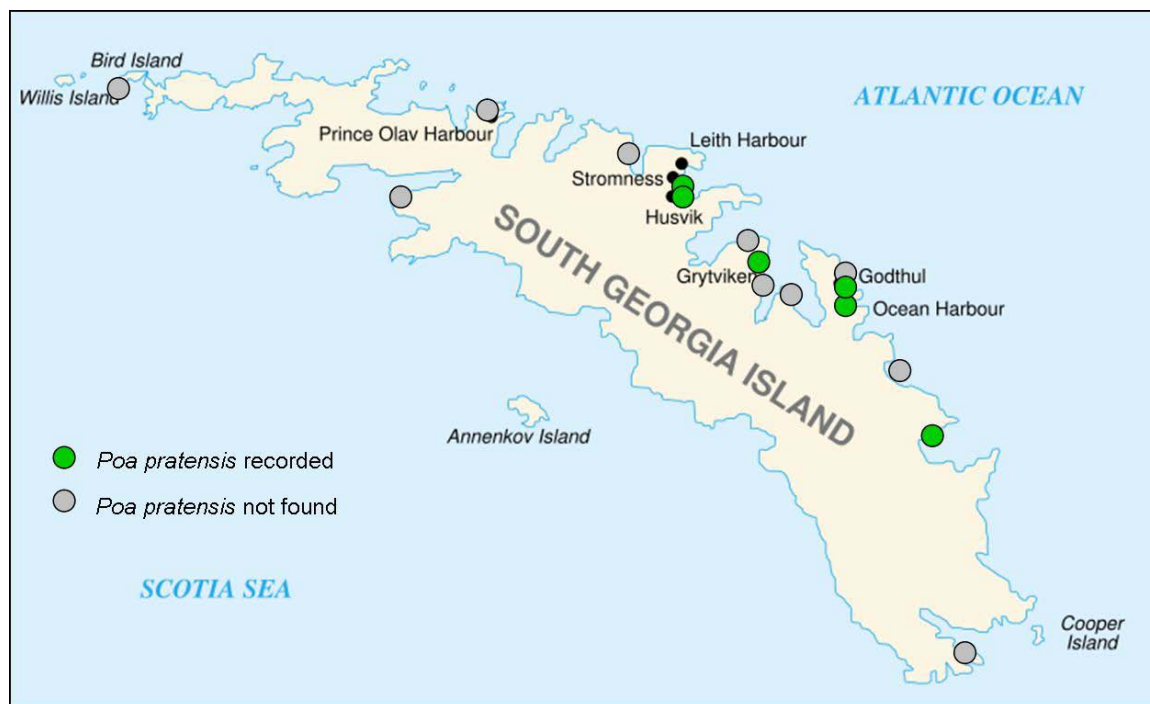 Bird Island
Willis Island
ATLANTIC OCEAN
Prince Olav Harbour
Leith Harbour
Stromness
Husvik
SOUTH GEORGIA ISLAND
Grytviken
Godthul
Ocean Harbour
Annenkov Island
Poa pratensis recorded
Poa pratensis not found
SCOTIA SEA
Cooper
Island